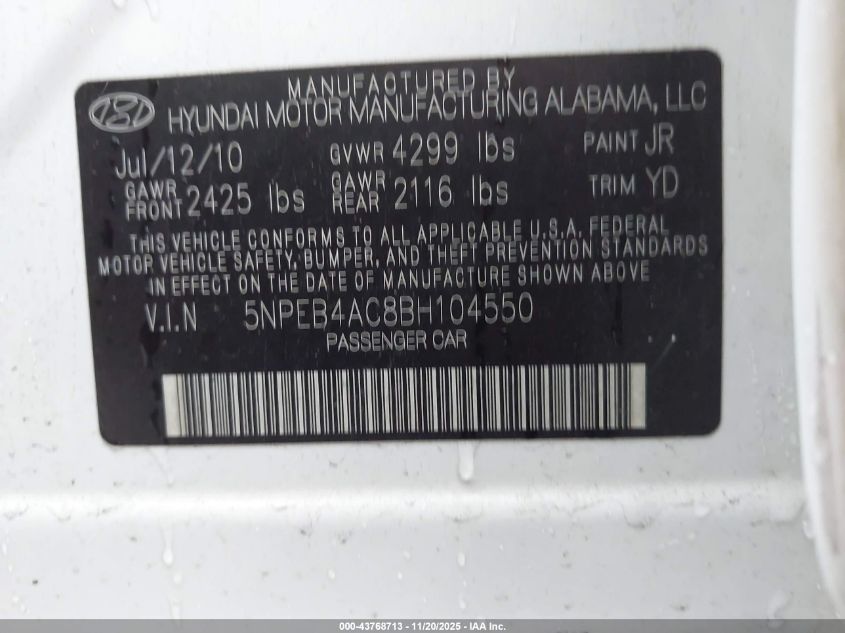 MANUFACTURED BY
HYUNDAI MOTOR MANUFACTURING ALABAMA, LLC
Jul/12/10 GVWR 4299 lbs PAINT JR
GAWR FRONT 2425 lbs GAWR REAR 2116 lbs TRIM YD
THIS VEHICLE CONFORMS TO ALL APPLICABLE U.S.A. FEDERAL
MOTOR VEHICLE SAFETY, BUMPER, AND THEFT PREVENTION STANDARDS
IN EFFECT ON THE DATE OF MANUFACTURE SHOWN ABOVE.
V.I.N 5NPEB4AC8BH104550
PASSENGER CAR
000-43768713 - 11/20/2025 - IAA Inc.